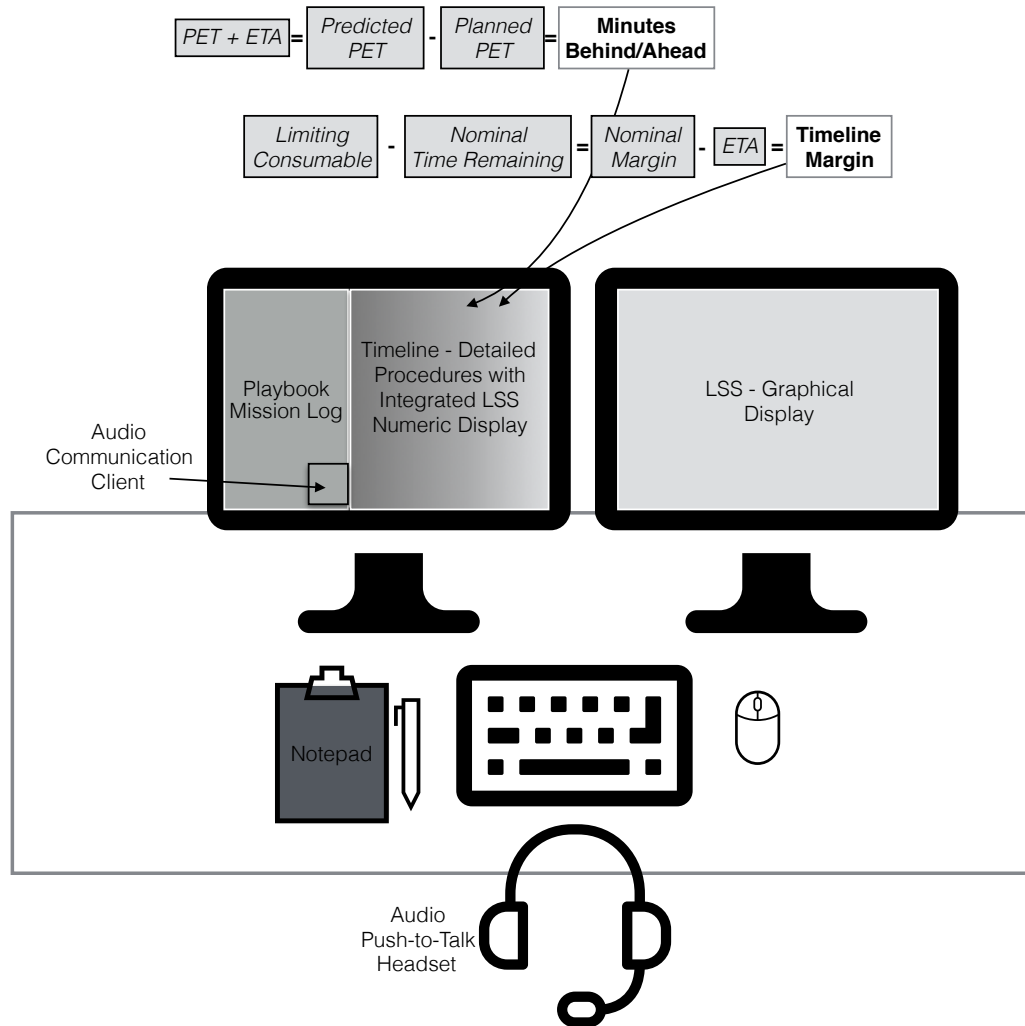 PET + ETA = Predicted PET - Planned PET = Minutes Behind/Ahead
Limiting Consumable - Nominal Time Remaining = Nominal Margin - ETA = Timeline Margin
Playbook
Mission Log
Timeline - Detailed
Procedures with
Integrated LSS
Numeric Display
LSS - Graphical
Display
Audio
Communication
Client
Notepad
Audio
Push-to-Talk
Headset